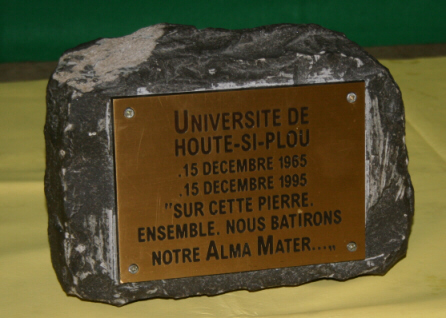 UNIVERSITE DE
HOUTE-SI-PLOU
.15 DECEMBRE 1965
.15 DECEMBRE 1995
"SUR CETTE PIERRE,
ENSEMBLE, NOUS BATIRONS
NOTRE ALMA MATER...„